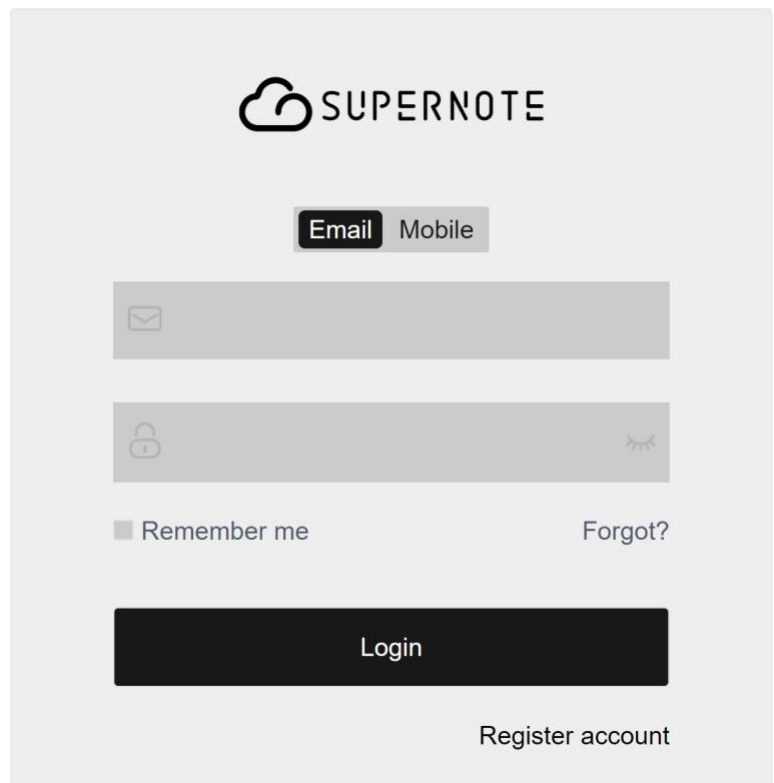 SUPERNOTE
Email Mobile
Remember me Forgot?
Login
Register account